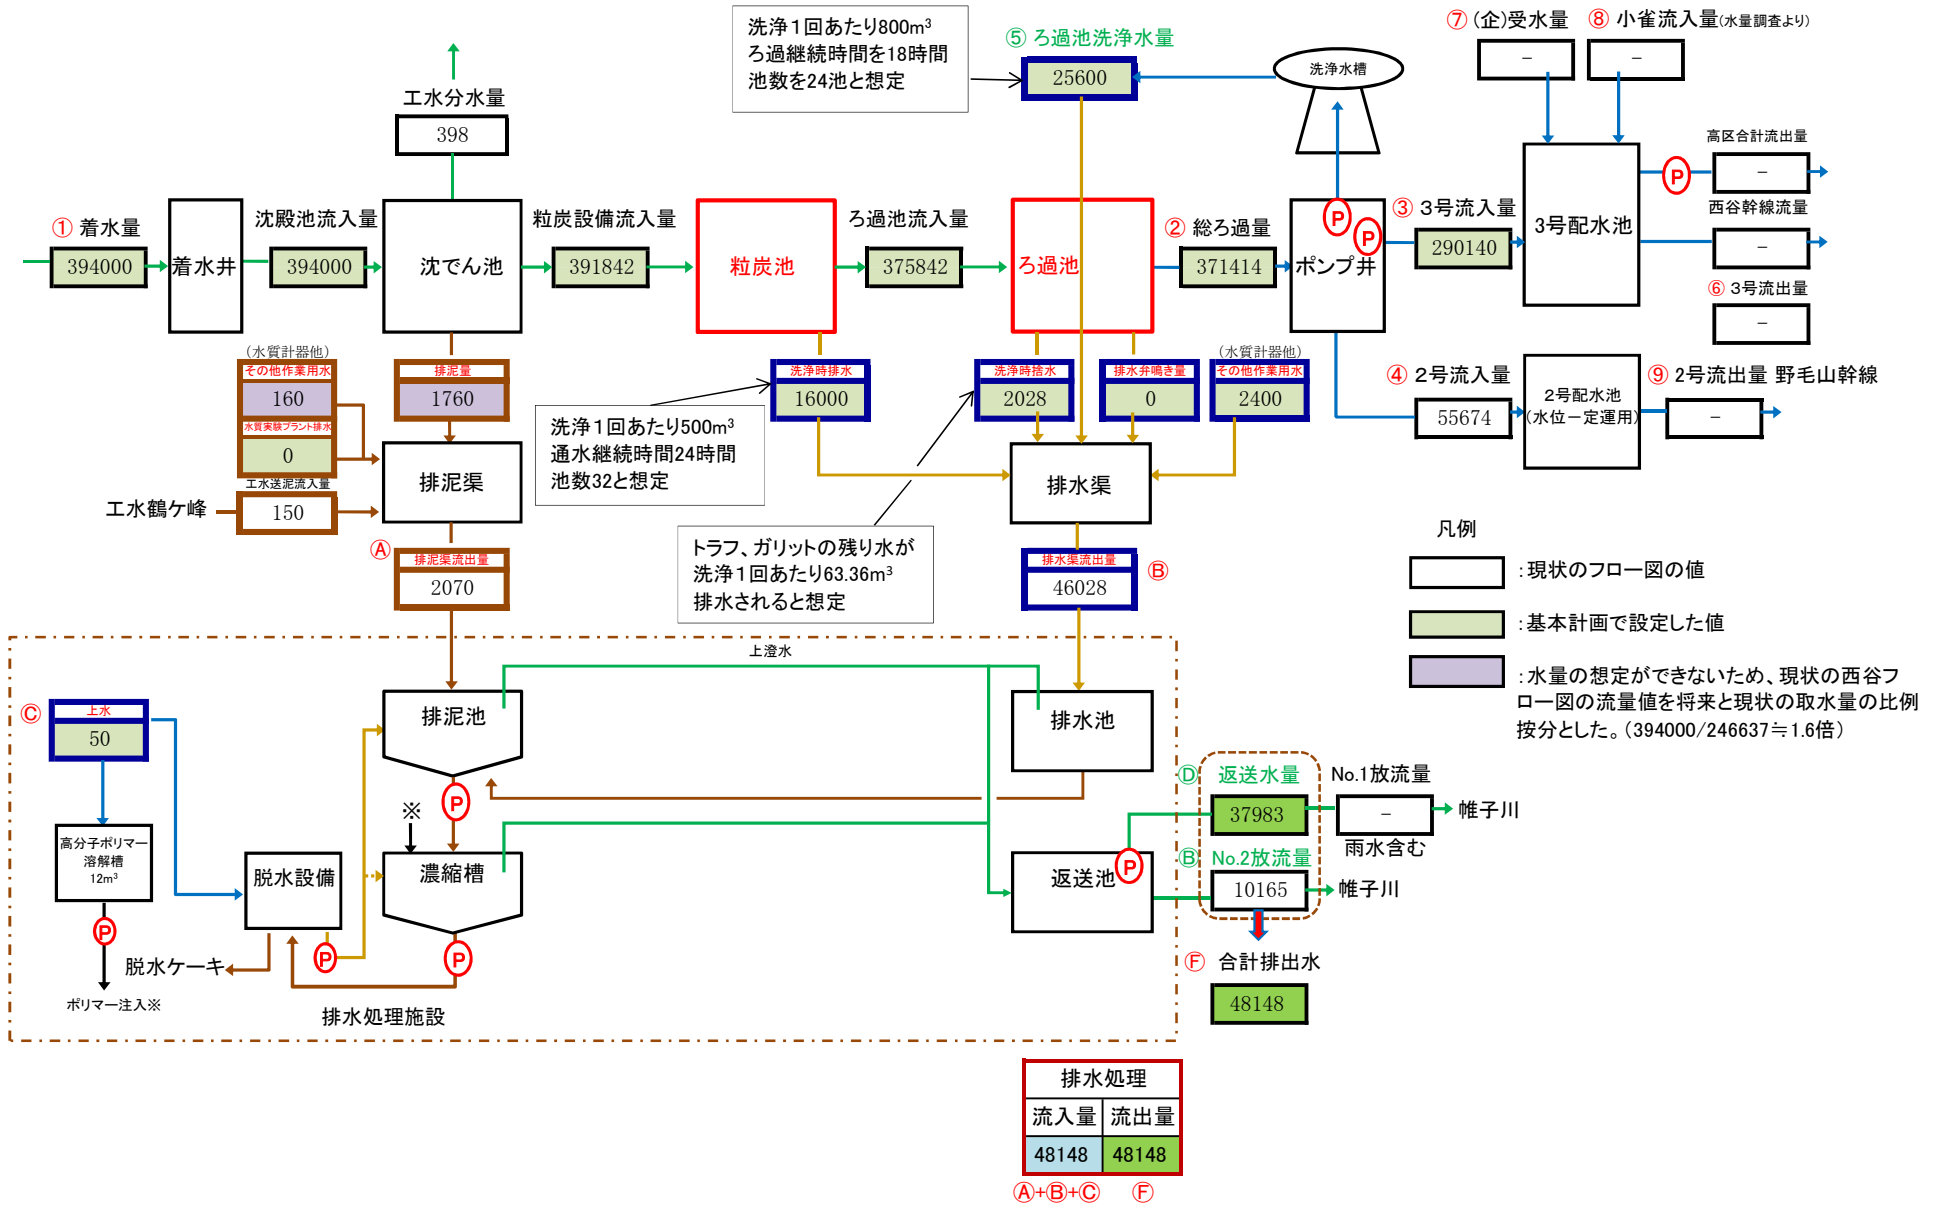 洗浄1回あたり800m³
ろ過継続時間を18時間
池数を24池と想定
⑤ ろ過池洗浄水量
25600
洗浄水槽
⑦ (企)受水量
－
⑧ 小雀流入量(水量調査より)
－
工水分水量
398
高区合計流出量
－
西谷幹線流量
－
⑥ 3号流出量
－
① 着水量
394000
着水井
沈殿池流入量
394000
沈でん池
粒炭設備流入量
391842
粒炭池
ろ過池流入量
375842
ろ過池
② 総ろ過量
371414
ポンプ井
P
P
③ 3号流入量
290140
3号配水池
P
(水質計器他)
その他作業用水
160
水質実験プラント排水
0
工水送泥流入量
150
工水鶴ケ峰
排泥量
1760
排泥渠
洗浄1回あたり500m³
通水継続時間24時間
池数32と想定
洗浄時排水
16000
洗浄時捨水
2028
排水弁鳴き量
0
(水質計器他)
その他作業用水
2400
排水渠
④ 2号流入量
55674
2号配水池
(水位一定運用)
⑨ 2号流出量 野毛山幹線
－
Ⓐ
排泥渠流出量
2070
トラフ、ガリットの残り水が
洗浄1回あたり63.36m³
排水されると想定
排水渠流出量
46028
Ⓑ
凡例
：現状のフロー図の値
：基本計画で設定した値
：水量の想定ができないため、現状の西谷フ
ロー図の流量値を将来と現状の取水量の比例
按分とした。(394000/246637≒1.6倍)
上澄水
Ⓒ
上水
50
排泥池
排水池
P
※
高分子ポリマー
溶解槽
12m³
P
ポリマー注入※
脱水設備
P
脱水ケーキ
濃縮槽
P
排水処理施設
返送池
P
Ⓓ 返送水量
37983
No.1放流量
－
雨水含む
帷子川
Ⓑ No.2放流量
10165
帷子川
Ⓕ 合計排出水
48148
排水処理
流入量 流出量
48148 48148
Ⓐ+Ⓑ+Ⓒ Ⓕ